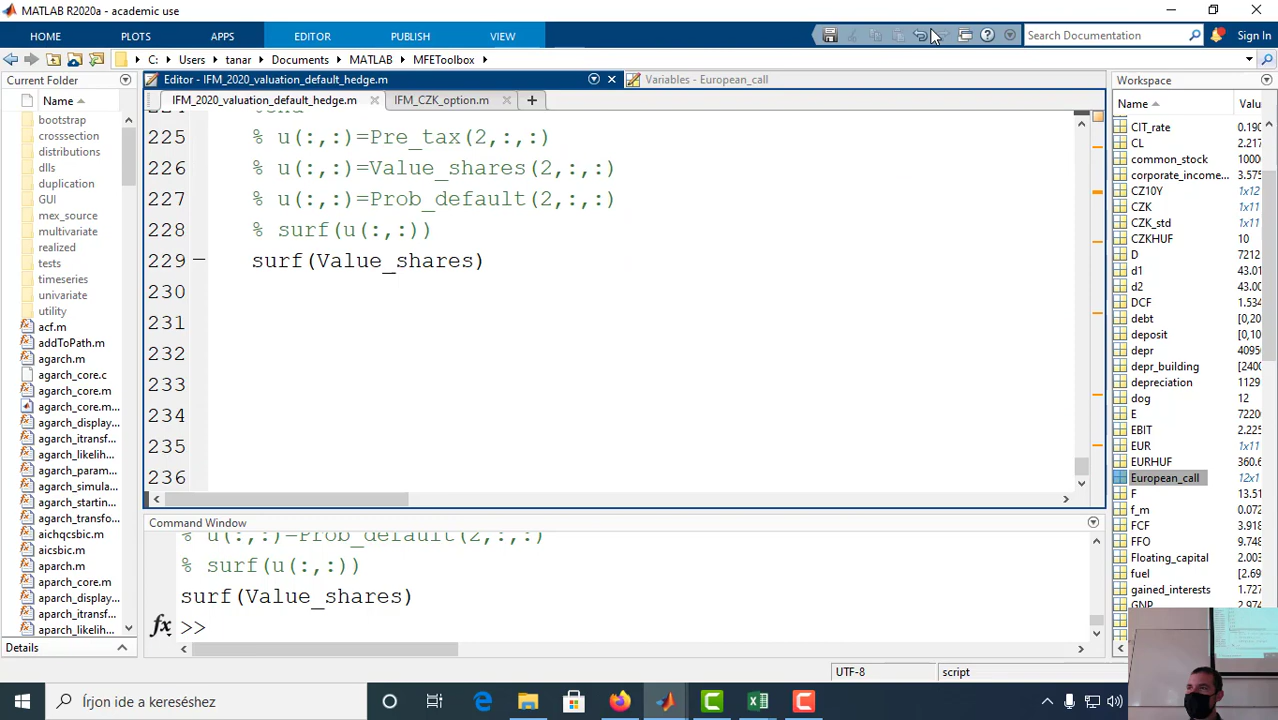 MATLAB R2020a - academic use
HOME PLOTS APPS EDITOR PUBLISH VIEW Search Documentation Sign In
C: Users tanar Documents MATLAB MFEToolbox
Current Folder
Name
bootstrap
crosssection
distributions
dlls
duplication
GUI
mex_source
multivariate
realized
tests
timeseries
univariate
utility
acf.m
addToPath.m
agarch.m
agarch_core.c
agarch_core.m
agarch_core.m...
agarch_display...
agarch_itransf...
agarch_likelih...
agarch_param...
agarch_simula...
agarch_startin...
agarch_transfo...
aichqcsbic.m
aicsbic.m
aparch.m
aparch_core.m
aparch_display...
aparch_itransf...
aparch_likelih...
Details
Editor - IFM_2020_valuation_default_hedge.m
Variables - European_call
IFM_2020_valuation_default_hedge.m IFM_CZK_option.m
225 % u(:,:)=Pre_tax(2,:,:)
226 % u(:,:)=Value_shares(2,:,:)
227 % u(:,:)=Prob_default(2,:,:)
228 % surf(u(:,:))
229 surf(Value_shares)
230
231
232
233
234
235
236
Command Window
% u(:,:)=Prob_default(2,:,:)
% surf(u(:,:))
surf(Value_shares)
fx >>
Workspace
Name Valu
CIT_rate 0.190
CL 2.217
common_stock 1000
corporate_income... 3.575
CZ10Y 1x12
CZK 1x11
CZK_std 1x11
CZKHUF 10
D 7212
d1 43.01
d2 43.01
DCF 1.534
debt [0,20
deposit [0,10
depr 4095
depr_building [2400
depreciation 1129
dog 12
E 7220
EBIT 2.225
EUR 1x11
EURHUF 360.6
European_call 12x1
F 13.51
f_m 0.072
FCF 3.918
FFO 5.297
Floating_capital 2.003
fuel [2.69
gained_interests 1.727
GNP 2.974
UTF-8 script
Írjon ide a kereséshez